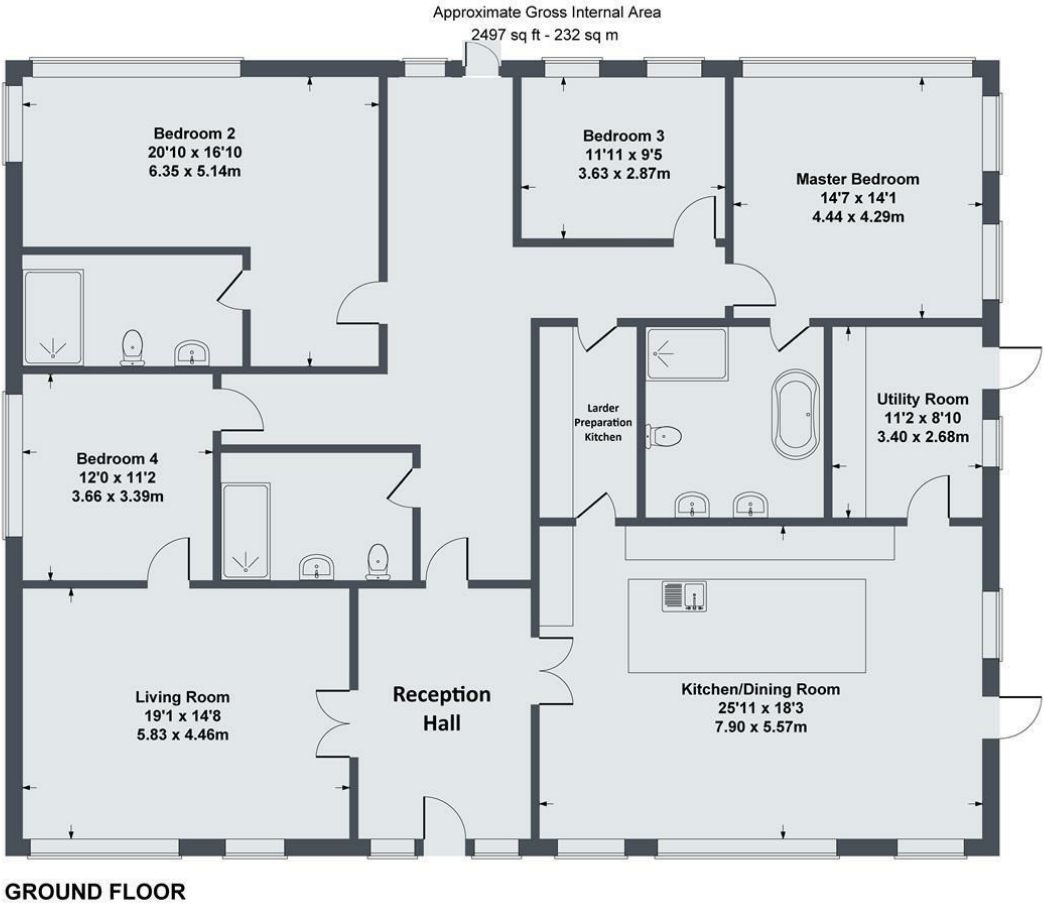 Approximate Gross Internal Area
2497 sq ft - 232 sq m
Bedroom 2
20'10 x 16'10
6.35 x 5.14m
Bedroom 3
11'11 x 9'5
3.63 x 2.87m
Master Bedroom
14'7 x 14'1
4.44 x 4.29m
Larder
Preparation
Kitchen
Utility Room
11'2 x 8'10
3.40 x 2.68m
Bedroom 4
12'0 x 11'2
3.66 x 3.39m
Living Room
19'1 x 14'8
5.83 x 4.46m
Reception
Hall
Kitchen/Dining Room
25'11 x 18'3
7.90 x 5.57m
GROUND FLOOR